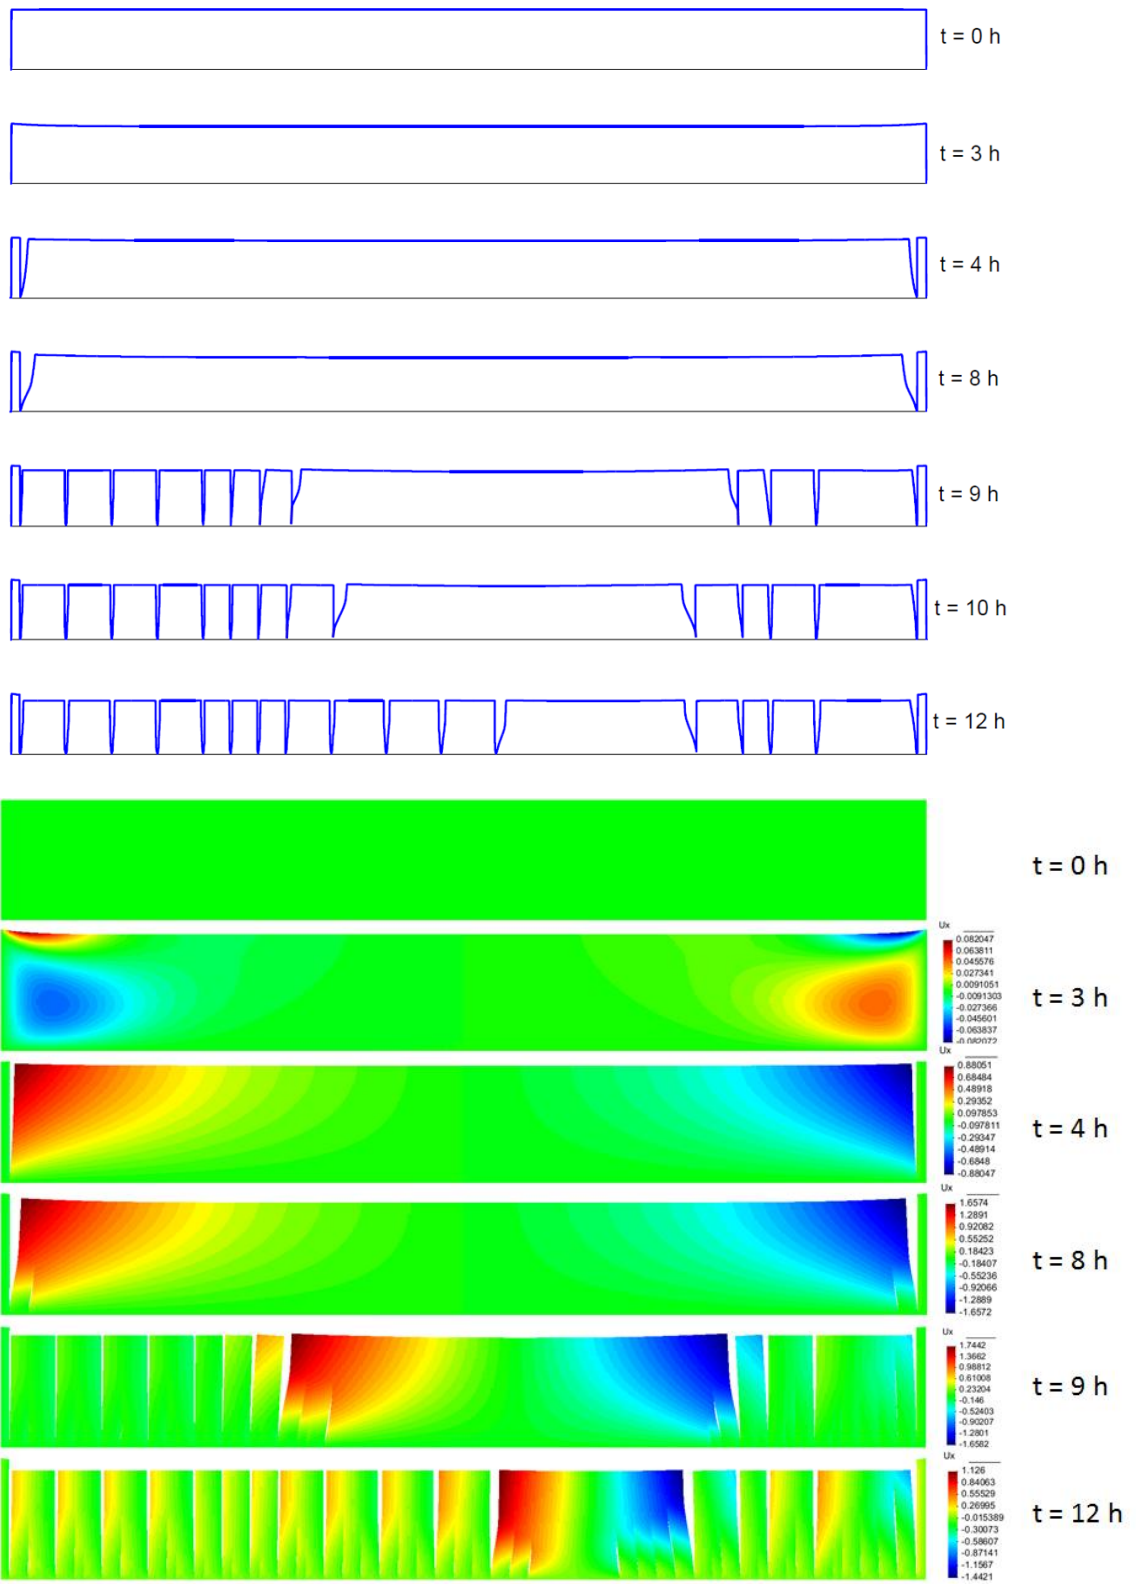 t = 0 h
t = 3 h
t = 4 h
t = 8 h
t = 9 h
t = 10 h
t = 12 h
t = 0 h
Ux
0.082047
0.063811
0.045576
0.027341
0.0091051
-0.0091303
-0.027366
-0.045601
-0.063837
-0.082072
t = 3 h
Ux
0.88051
0.68484
0.48918
0.29352
0.097853
-0.097811
-0.29347
-0.48914
-0.6848
-0.88047
t = 4 h
Ux
1.6574
1.2891
0.92082
0.55252
0.18423
-0.18407
-0.55236
-0.92066
-1.2889
-1.6572
t = 8 h
Ux
1.7442
1.3662
0.98812
0.61008
0.23204
-0.146
-0.52403
-0.90207
-1.2801
-1.6582
t = 9 h
Ux
1.126
0.84063
0.55529
0.26995
-0.015389
-0.30073
-0.58607
-0.87141
-1.1567
-1.4421
t = 12 h